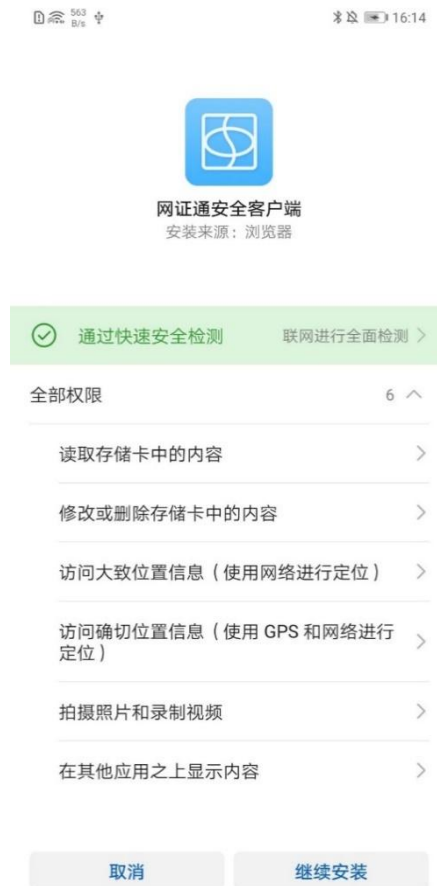 563
B/s
16:14
网证通安全客户端
安装来源：浏览器
通过快速安全检测 联网进行全面检测
全部权限 6
读取存储卡中的内容
修改或删除存储卡中的内容
访问大致位置信息（使用网络进行定位）
访问确切位置信息（使用 GPS 和网络进行
定位）
拍摄照片和录制视频
在其他应用之上显示内容
取消 继续安装